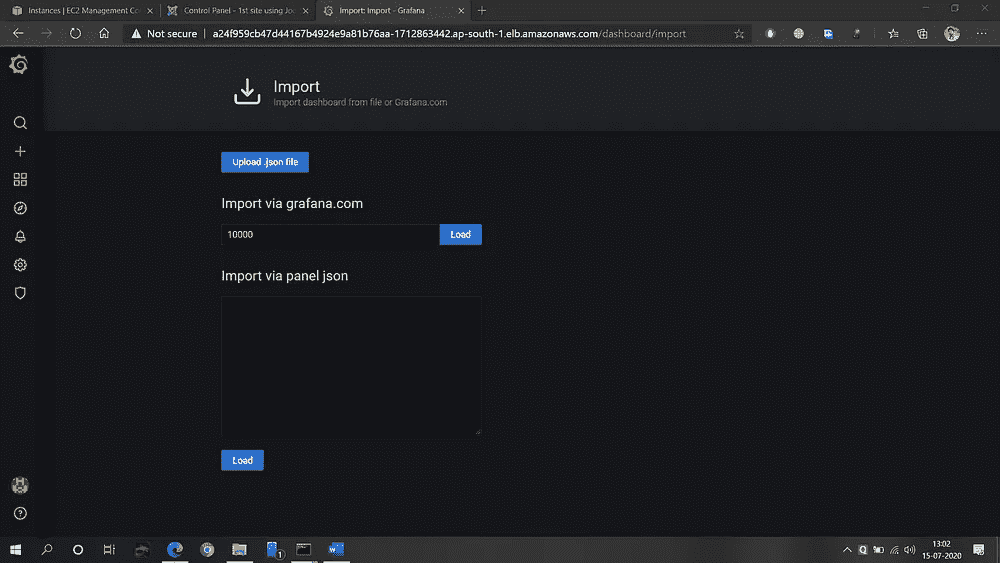 Instances | EC2 Management Co
Control Panel - 1st site using Joo
Import: Import - Grafana
Not secure
a24f959cb47d44167b4924e9a81b76aa-1712863442.ap-south-1.elb.amazonaws.com/dashboard/import
Import
Import dashboard from file or Grafana.com
Upload .json file
Import via grafana.com
10000
Load
Import via panel json
Load
1
13:02
15-07-2020